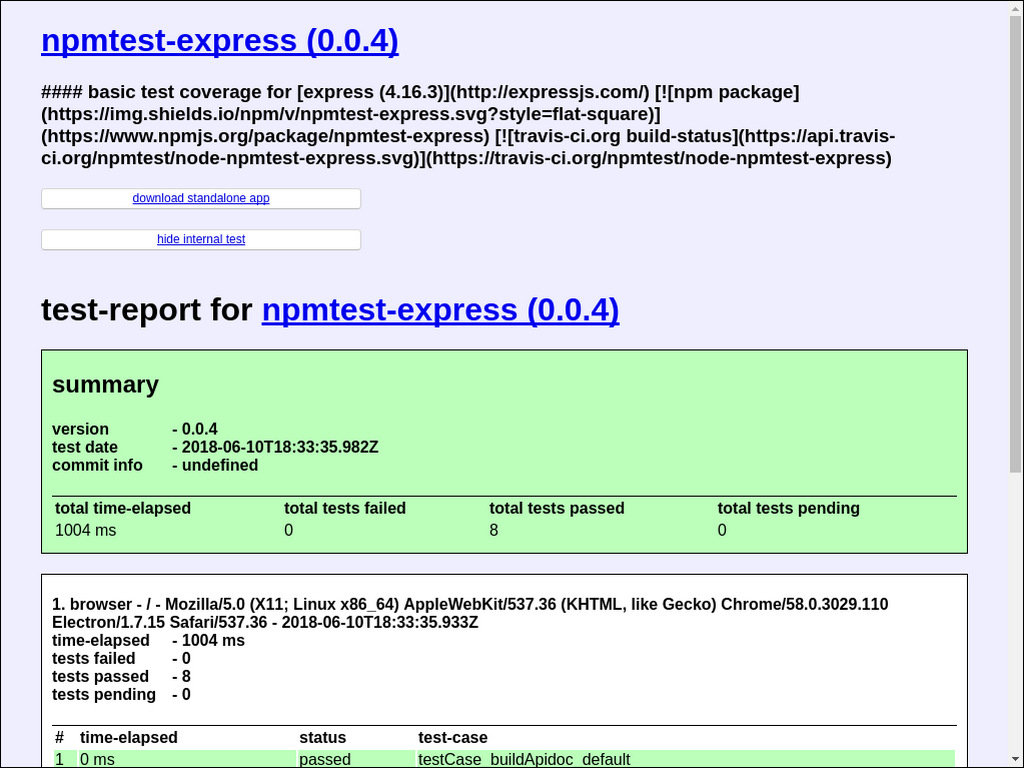 npmtest-express (0.0.4)
#### basic test coverage for [express (4.16.3)](http://expressjs.com/) [![npm package]
(https://img.shields.io/npm/v/npmtest-express.svg?style=flat-square)]
(https://www.npmjs.org/package/npmtest-express) [![travis-ci.org build-status](https://api.travis-
ci.org/npmtest/node-npmtest-express.svg)](https://travis-ci.org/npmtest/node-npmtest-express)
download standalone app
hide internal test
test-report for npmtest-express (0.0.4)
summary
version - 0.0.4
test date - 2018-06-10T18:33:35.982Z
commit info - undefined
total time-elapsed total tests failed total tests passed total tests pending
1004 ms 0 8 0
1. browser - / - Mozilla/5.0 (X11; Linux x86_64) AppleWebKit/537.36 (KHTML, like Gecko) Chrome/58.0.3029.110
Electron/1.7.15 Safari/537.36 - 2018-06-10T18:33:35.933Z
time-elapsed - 1004 ms
tests failed - 0
tests passed - 8
tests pending - 0
# time-elapsed status test-case
1 0 ms passed testCase_buildApidoc_default